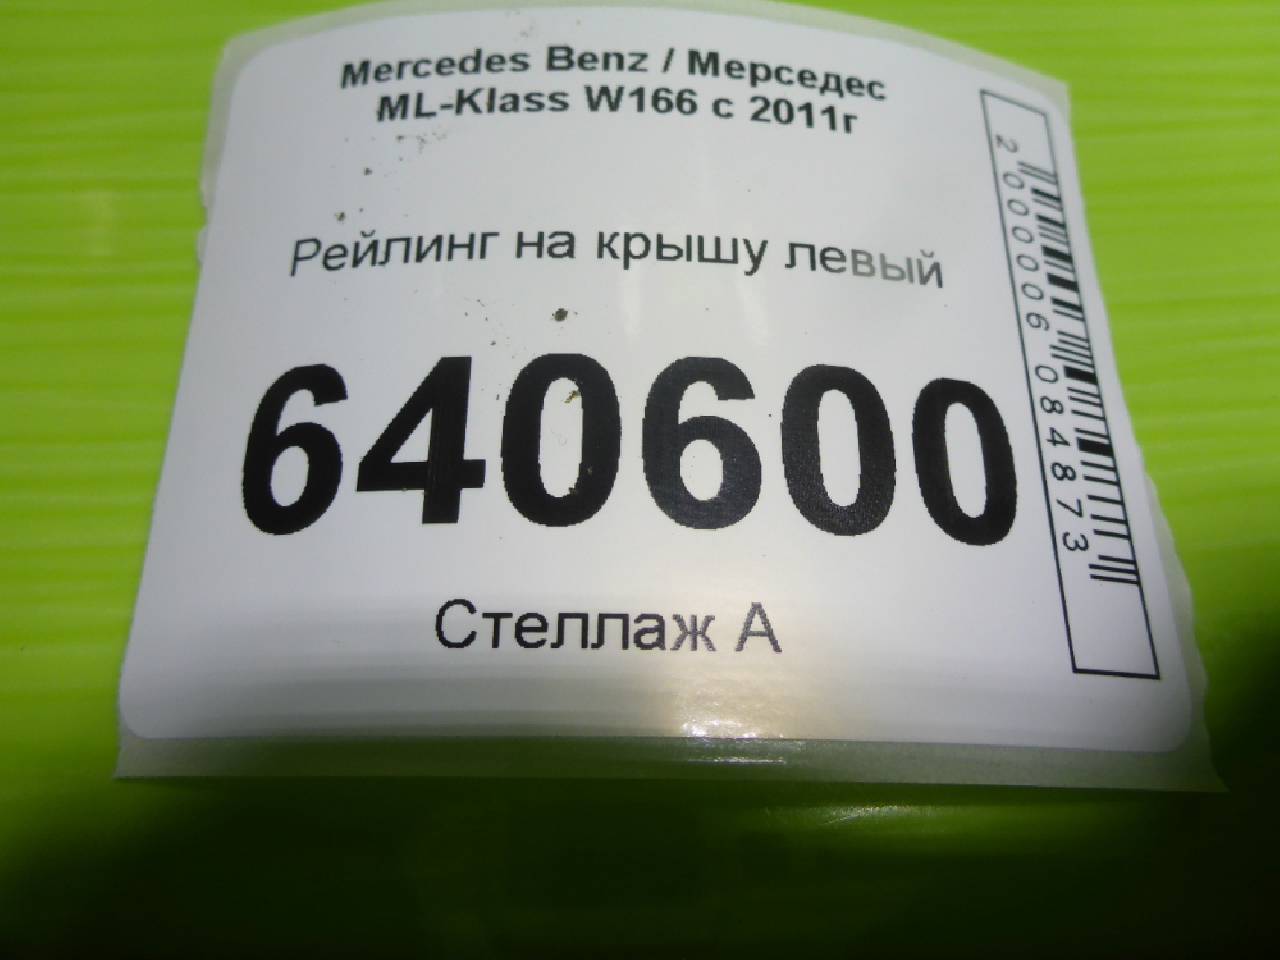 Mercedes Benz / Мерседес
ML-Klass W166 с 2011г
Рейлинг на крышу левый
640600
Стеллаж А
2000006084873